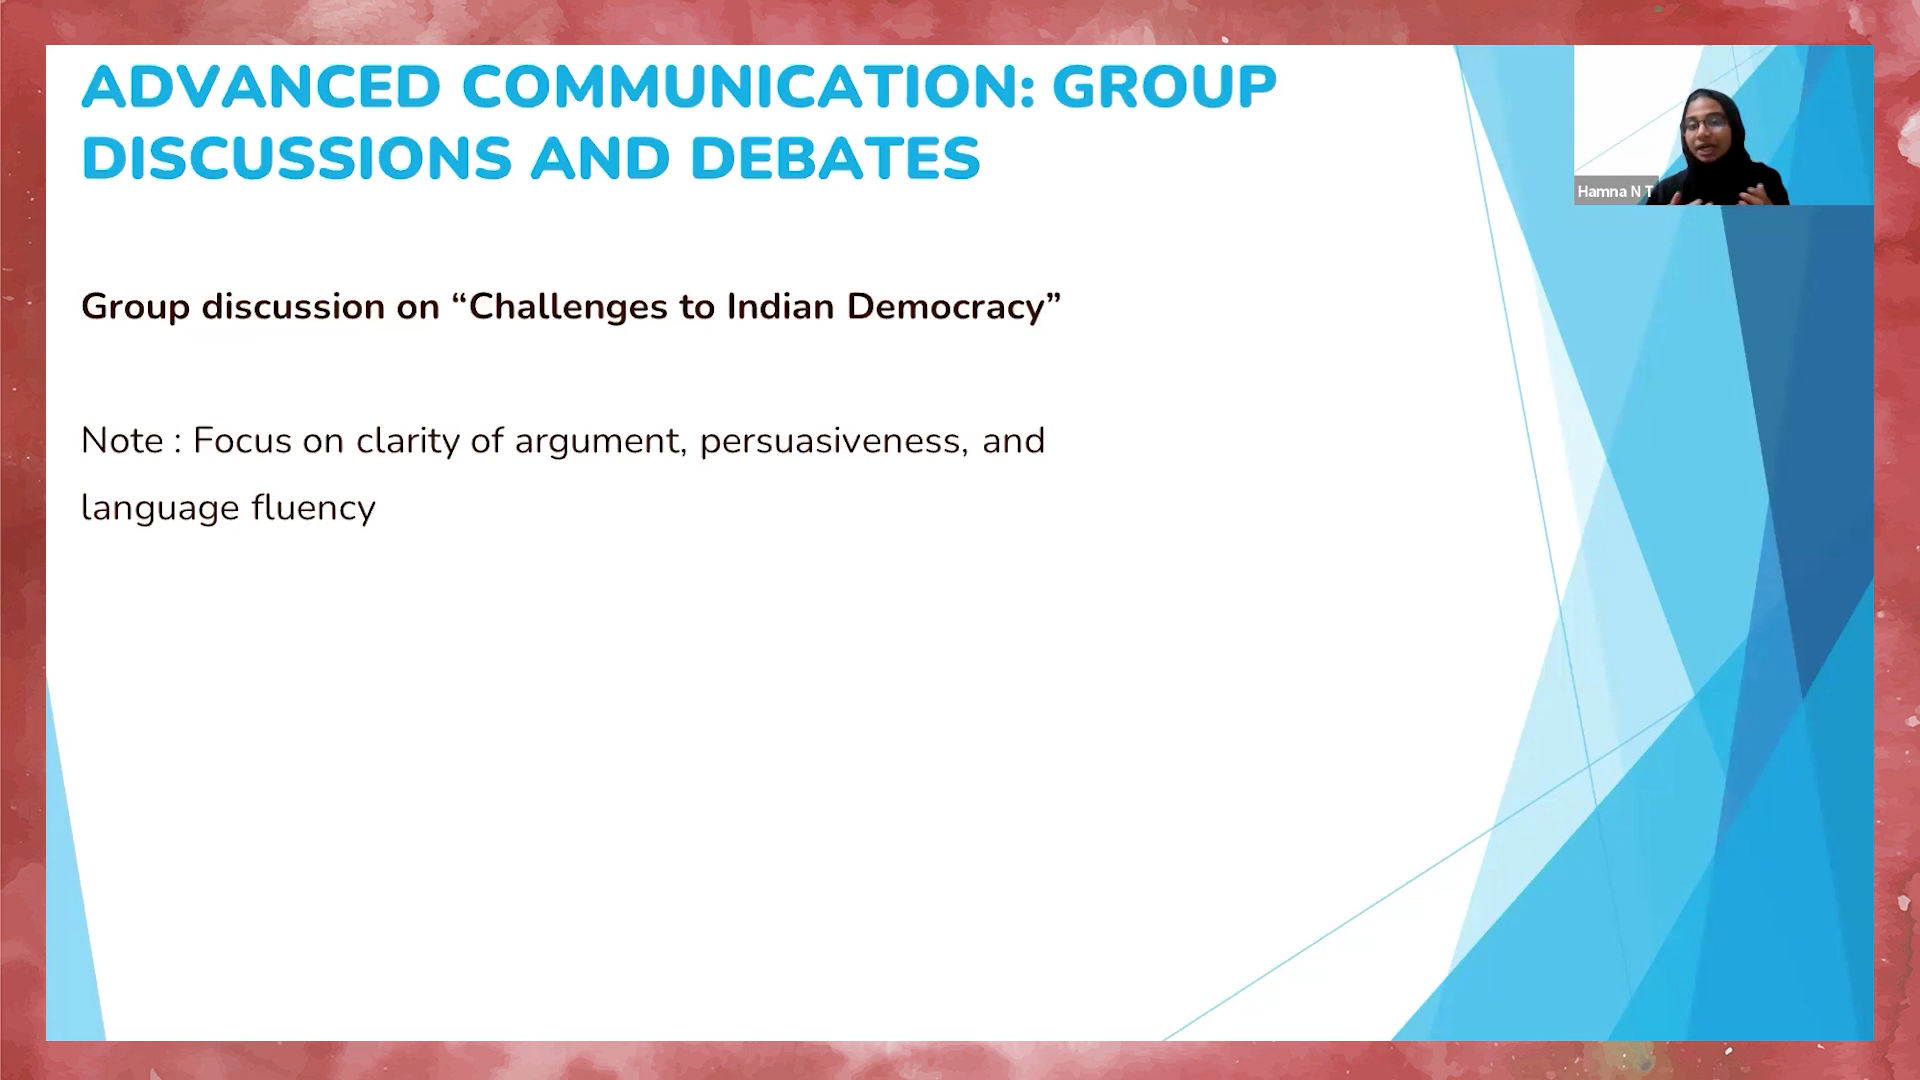 ADVANCED COMMUNICATION: GROUP
DISCUSSIONS AND DEBATES
Hamna N T
Group discussion on “Challenges to Indian Democracy”
Note : Focus on clarity of argument, persuasiveness, and
language fluency